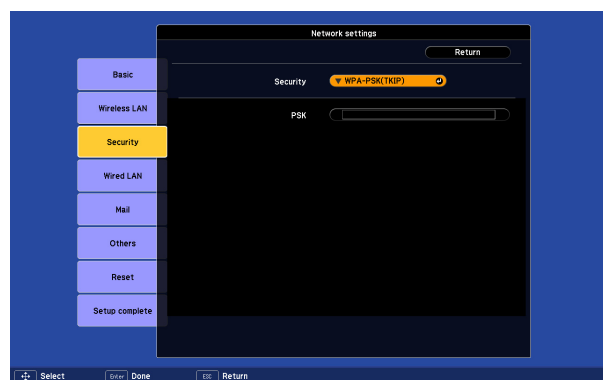 Network settings
Return
Basic
Security
WPA-PSK(TKIP)
Wireless LAN
PSK
Security
Wired LAN
Mail
Others
Reset
Setup complete
Select
Enter Done
ESC Return